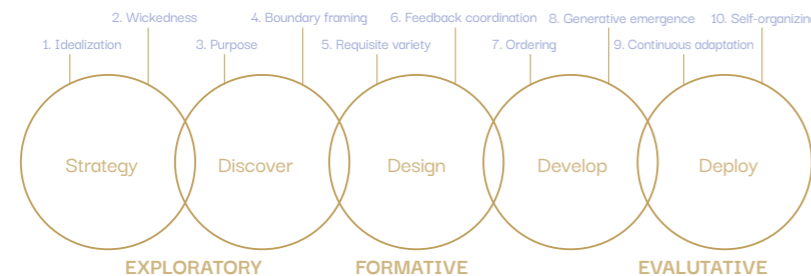 2. Wickedness
4. Boundary framing
6. Feedback coordination
8. Generative emergence
10. Self-organizing
1. Idealization
3. Purpose
5. Requisite variety
7. Ordering
9. Continuous adaptation
Strategy
Discover
Design
Develop
Deploy
EXPLORATORY
FORMATIVE
EVALUTATIVE